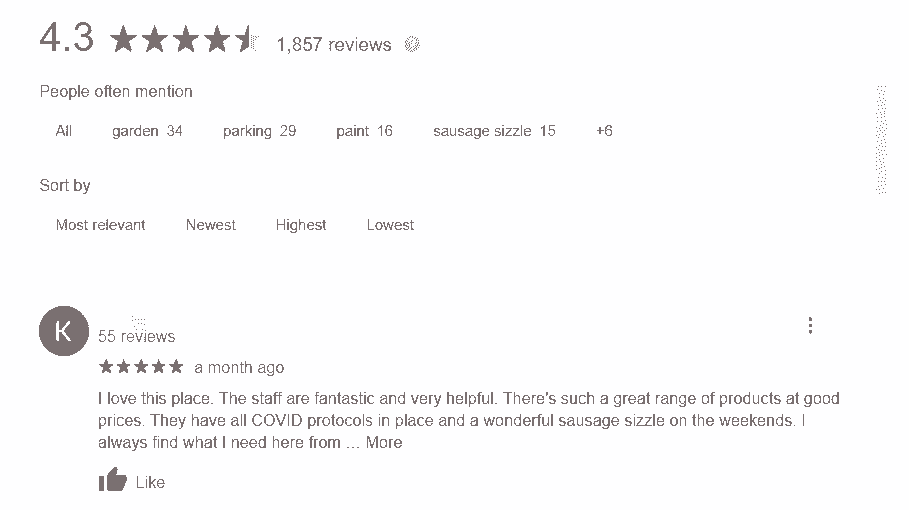 4.3 1,857 reviews
People often mention
All garden 34 parking 29 paint 16 sausage sizzle 15 +6
Sort by
Most relevant Newest Highest Lowest
K
55 reviews
a month ago
I love this place. The staff are fantastic and very helpful. There's such a great range of products at good
prices. They have all COVID protocols in place and a wonderful sausage sizzle on the weekends. I
always find what I need here from ... More
Like